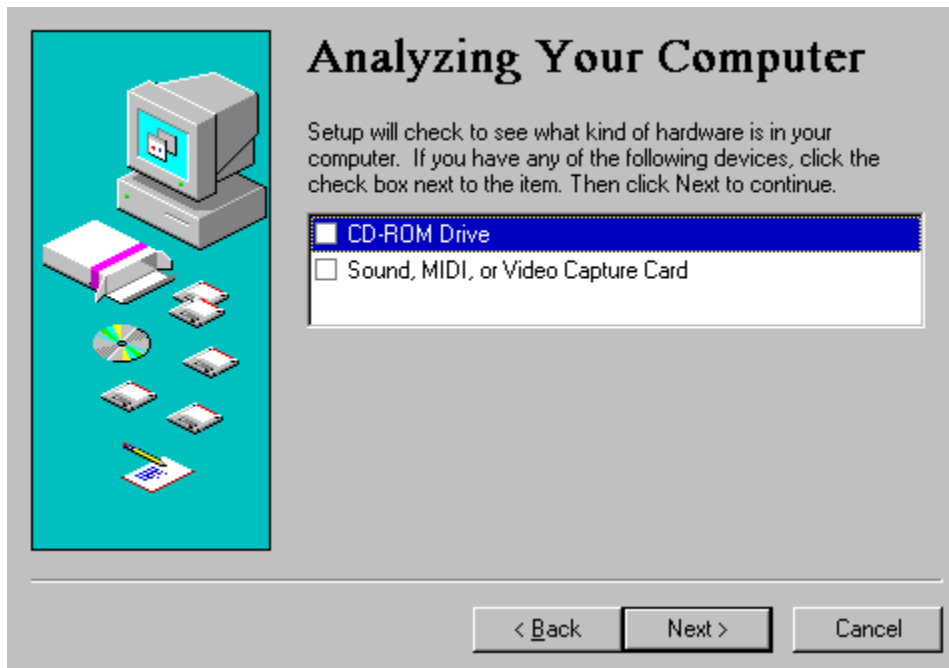 Analyzing Your Computer
Setup will check to see what kind of hardware is in your
computer.  If you have any of the following devices, click the
check box next to the item. Then click Next to continue.
CD-ROM Drive
Sound, MIDI, or Video Capture Card
< Back
Next >
Cancel